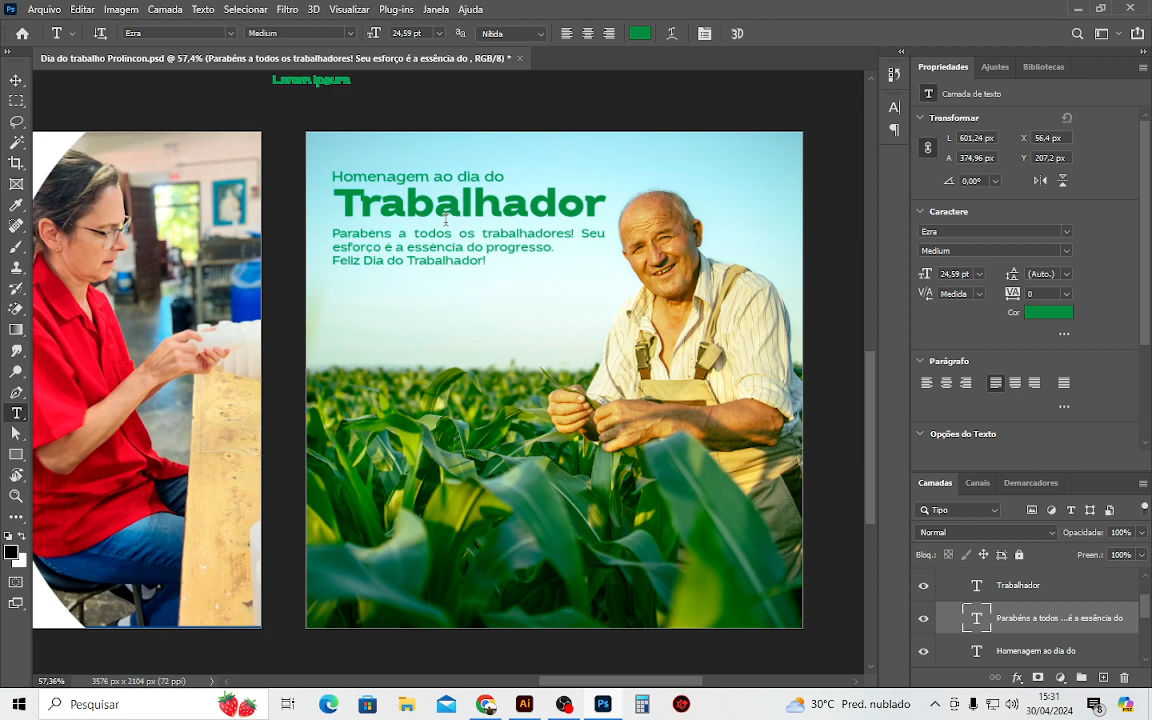 Arquivo Editar Imagem Camada Texto Selecionar Filtro 3D Visualizar Plug-ins Janela Ajuda
Ezra Medium 24,59 pt Nítida 3D
Dia do trabalho Prolincon.psd @ 57,4% (Parabéns a todos os trabalhadores! Seu esforço é a essência do , RGB/8) *
Lorem ipsum
Homenagem ao dia do
Trabalhador
Parabéns a todos os trabalhadores! Seu
esforço é a essência do progresso.
Feliz Dia do Trabalhador!
Propriedades Ajustes Bibliotecas
Camada de texto
Transformar
L 601,24 px X 56,4 px
A 374,96 px Y 207,2 px
0,00°
Caractere
Ezra
Medium
24,59 pt (Auto.)
Medida 0
Cor
Parágrafo
Opções do Texto
Camadas Canais Demarcadores
Tipo
Normal Opacidade: 100%
Bloq.: Preen.: 100%
Trabalhador
Parabéns a todos ...é a essência do
Homenagem ao dia do
57,36% 3576 px x 2104 px (72 ppi)
Pesquisar
30°C Pred. nublado
15:31
30/04/2024
8